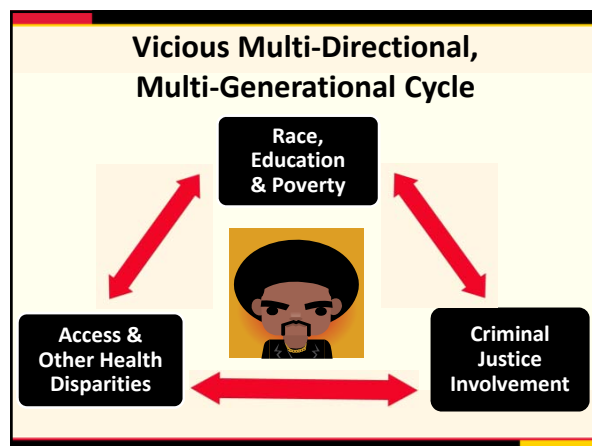 Vicious Multi-Directional,
Multi-Generational Cycle
Race,
Education
& Poverty
Access &
Other Health
Disparities
Criminal
Justice
Involvement